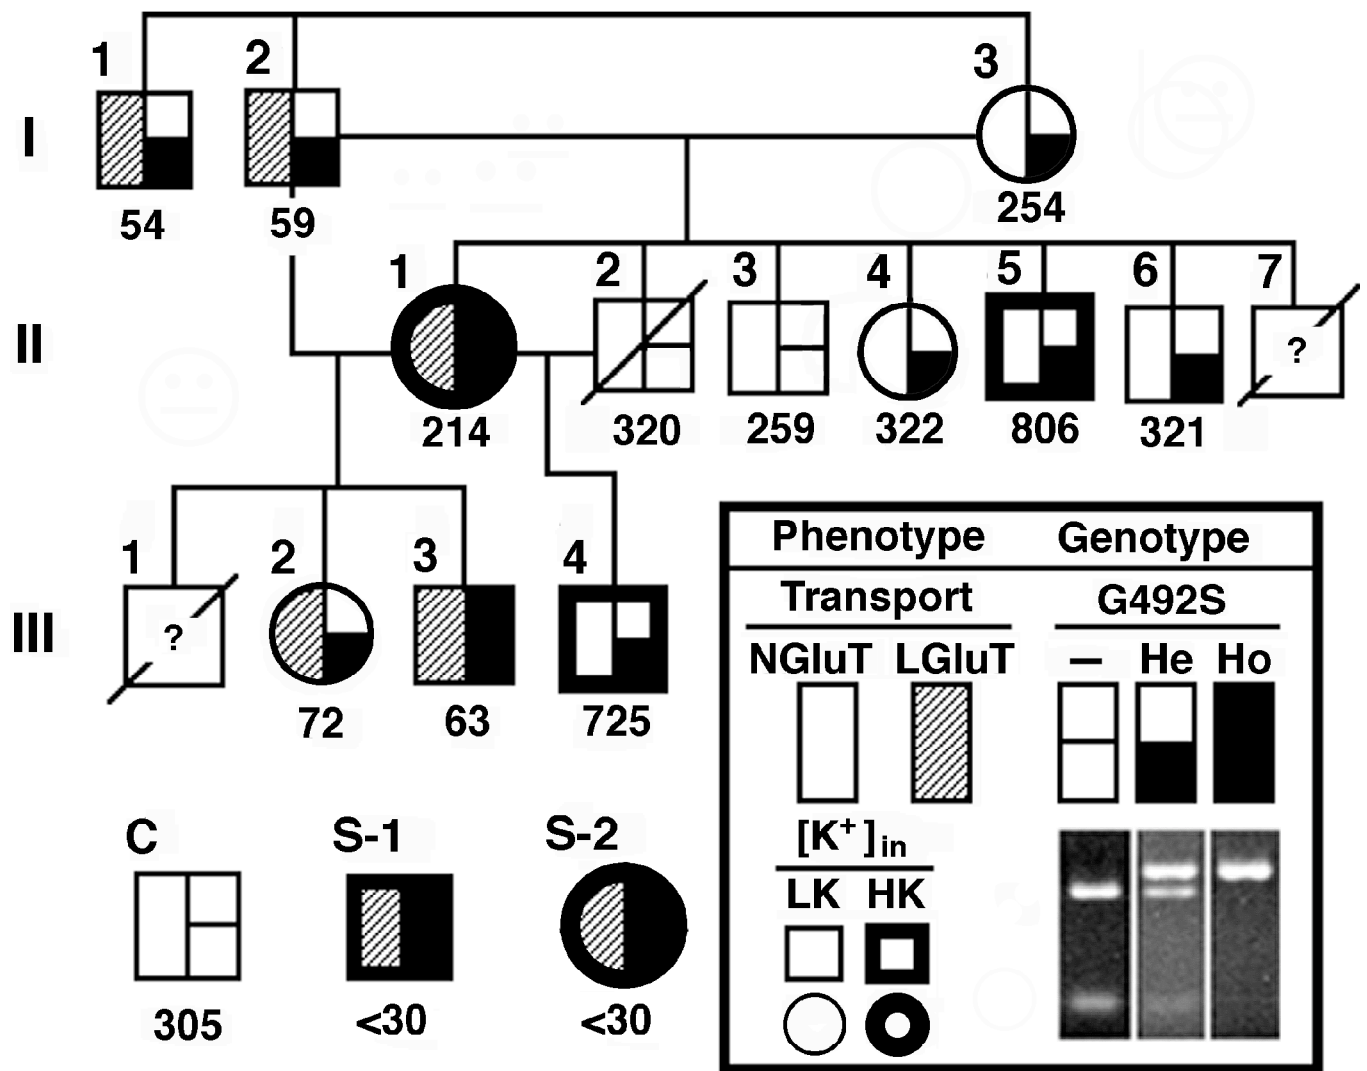 1 2 3
I
54 59 254
1 2 3 4 5 6 7
II
?
214 320 259 322 806 321
1 2 3 4
III
?
72 63 725
C S-1 S-2
305 <30 <30
Phenotype Genotype
Transport G492S
NGluT LGluT – He Ho
[K+]in
LK HK